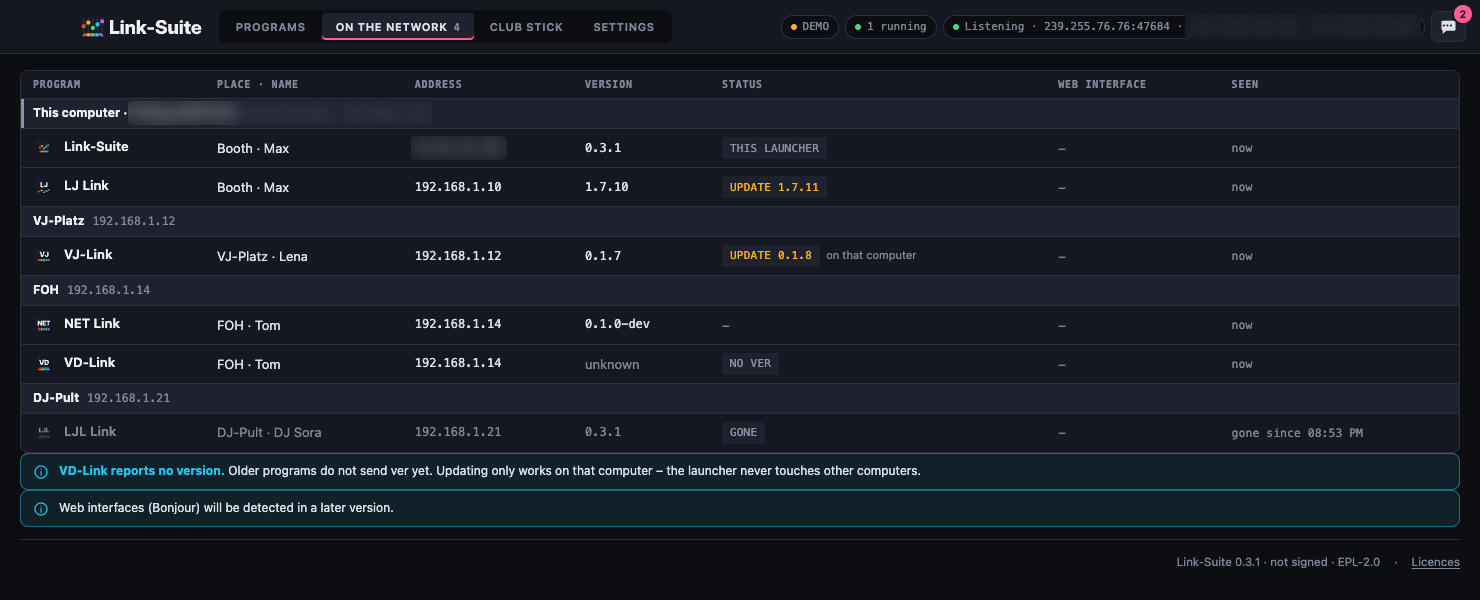 Link-Suite PROGRAMS ON THE NETWORK 4 CLUB STICK SETTINGS DEMO 1 running Listening · 239.255.76.76:47684 · 2
PROGRAM PLACE · NAME ADDRESS VERSION STATUS WEB INTERFACE SEEN
This computer ·
Link-Suite Booth · Max 0.3.1 THIS LAUNCHER – now
LJ LJ Link Booth · Max 192.168.1.10 1.7.10 UPDATE 1.7.11 – now
VJ-Platz 192.168.1.12
VJ VJ-Link VJ-Platz · Lena 192.168.1.12 0.1.7 UPDATE 0.1.8 on that computer – now
FOH 192.168.1.14
NET NET Link FOH · Tom 192.168.1.14 0.1.0-dev – – now
VD VD-Link FOH · Tom 192.168.1.14 unknown NO VER – now
DJ-Pult 192.168.1.21
LJL LJL Link DJ-Pult · DJ Sora 192.168.1.21 0.3.1 GONE – gone since 08:53 PM
VD-Link reports no version. Older programs do not send ver yet. Updating only works on that computer – the launcher never touches other computers.
Web interfaces (Bonjour) will be detected in a later version.
Link-Suite 0.3.1 · not signed · EPL-2.0 · Licences